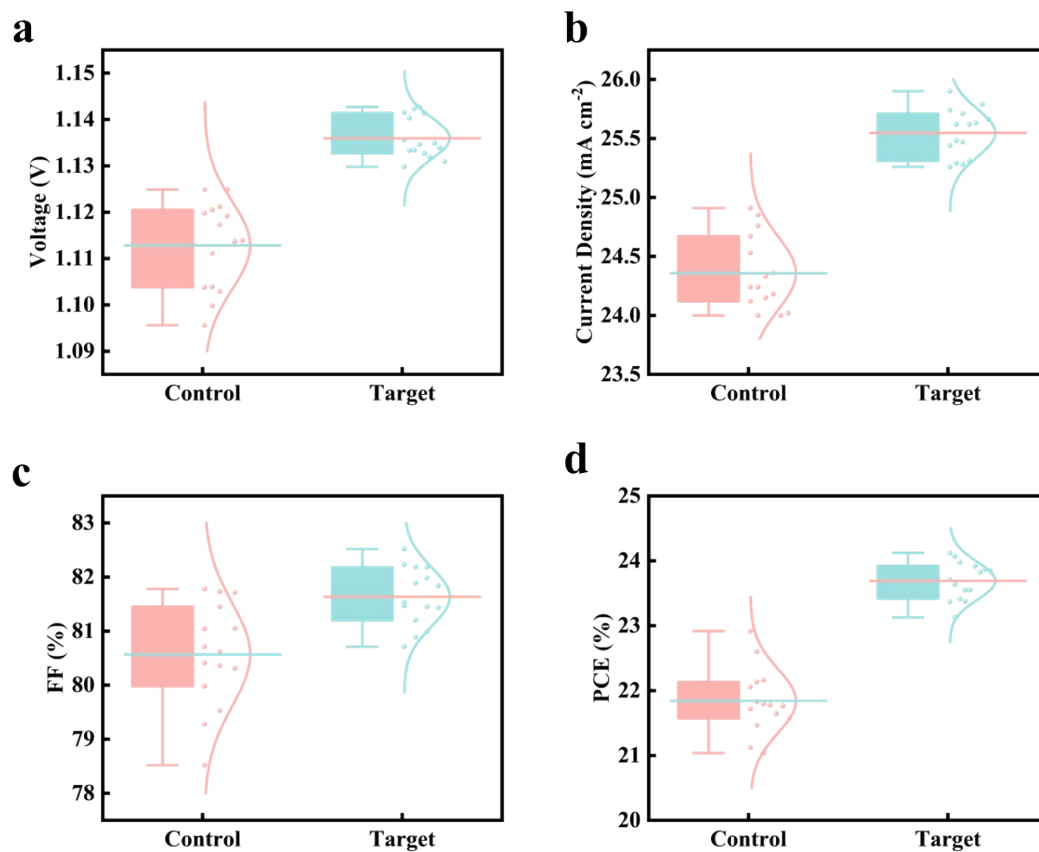 a
1.15
1.14
1.13
1.12
1.11
1.10
1.09
Voltage (V)
Control Target
b
26.0
25.5
25.0
24.5
24.0
23.5
Current Density (mA cm⁻²)
Control Target
c
83
82
81
80
79
78
FF (%)
Control Target
d
25
24
23
22
21
20
PCE (%)
Control Target